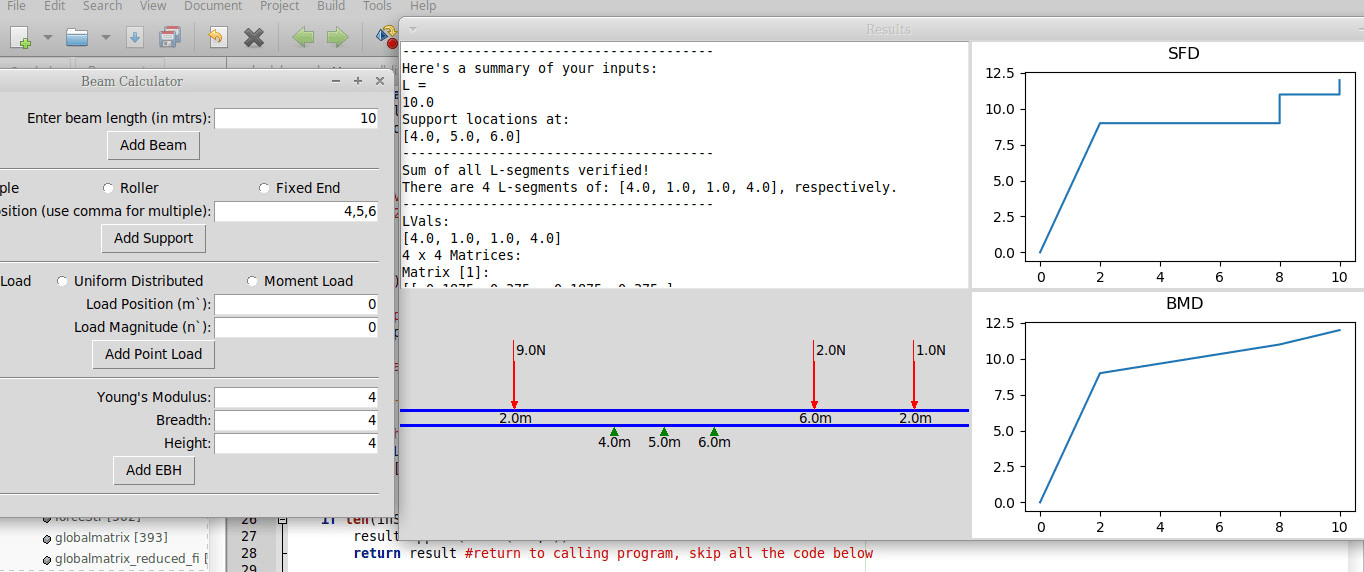 File Edit Search View Document Project Build Tools Help
Results
Beam Calculator
Enter beam length (in mtrs): 10
Add Beam
ple Roller Fixed End
osition (use comma for multiple): 4,5,6
Add Support
Load Uniform Distributed Moment Load
Load Position (m`): 0
Load Magnitude (n`): 0
Add Point Load
Young's Modulus: 4
Breadth: 4
Height: 4
Add EBH
---------------------------------------
Here's a summary of your inputs:
L =
10.0
Support locations at:
[4.0, 5.0, 6.0]
---------------------------------------
Sum of all L-segments verified!
There are 4 L-segments of: [4.0, 1.0, 1.0, 4.0], respectively.
---------------------------------------
LVals:
[4.0, 1.0, 1.0, 4.0]
4 x 4 Matrices:
Matrix [1]:
9.0N 2.0N 1.0N
2.0m 6.0m 2.0m
4.0m 5.0m 6.0m
SFD
12.5
10.0
7.5
5.0
2.5
0.0
0 2 4 6 8 10
BMD
12.5
10.0
7.5
5.0
2.5
0.0
0 2 4 6 8 10
globalmatrix [393]
globalmatrix_reduced_fi [
26
27 result
28 return result #return to calling program, skip all the code below
29